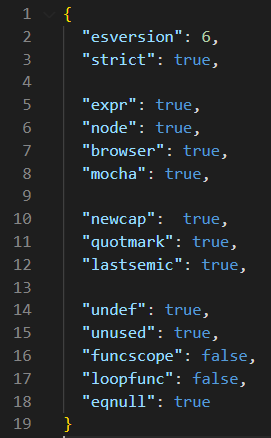 1 {
2   "esversion": 6,
3   "strict": true,
4
5   "expr": true,
6   "node": true,
7   "browser": true,
8   "mocha": true,
9
10   "newcap":  true,
11   "quotmark": true,
12   "lastsemic": true,
13
14   "undef": true,
15   "unused": true,
16   "funcscope": false,
17   "loopfunc": false,
18   "eqnull": true
19 }